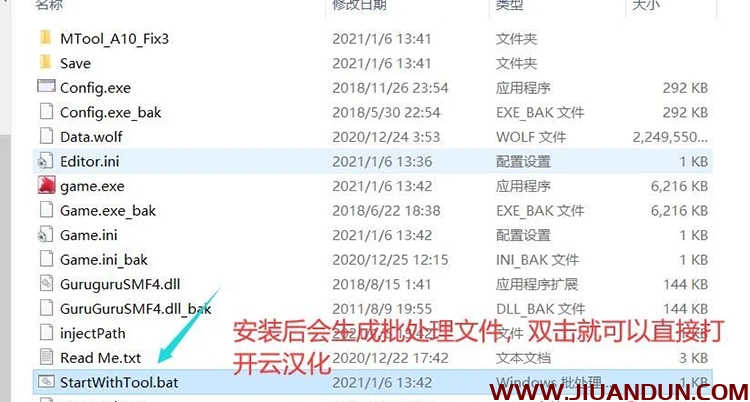 名称 修改日期 类型 大小
MTool_A10_Fix3 2021/1/6 13:41 文件夹
Save 2021/1/6 13:41 文件夹
Config.exe 2018/11/26 23:54 应用程序 292 KB
Config.exe_bak 2018/5/30 22:54 EXE_BAK 文件 292 KB
Data.wolf 2020/12/24 3:53 WOLF 文件 2,249,550...
Editor.ini 2021/1/6 13:36 配置设置 1 KB
game.exe 2021/1/6 13:42 应用程序 6,216 KB
Game.exe_bak 2018/6/22 18:38 EXE_BAK 文件 6,216 KB
Game.ini 2021/1/6 13:42 配置设置 1 KB
Game.ini_bak 2020/12/25 12:15 INI_BAK 文件 1 KB
GuruguruSMF4.dll 2018/8/15 1:41 应用程序扩展 144 KB
GuruGuruSMF4.dll_bak 2011/8/9 19:55 DLL_BAK 文件 144 KB
injectPath 文件
安装后会生成批处理文件，双击就可以直接打
开云汉化
Read Me.txt 2020/12/22 17:42 文本文档 3 KB
StartWithTool.bat 2021/1/6 13:42 Windows 批处理... 1 KB
WWW.JIUANDUN.COM